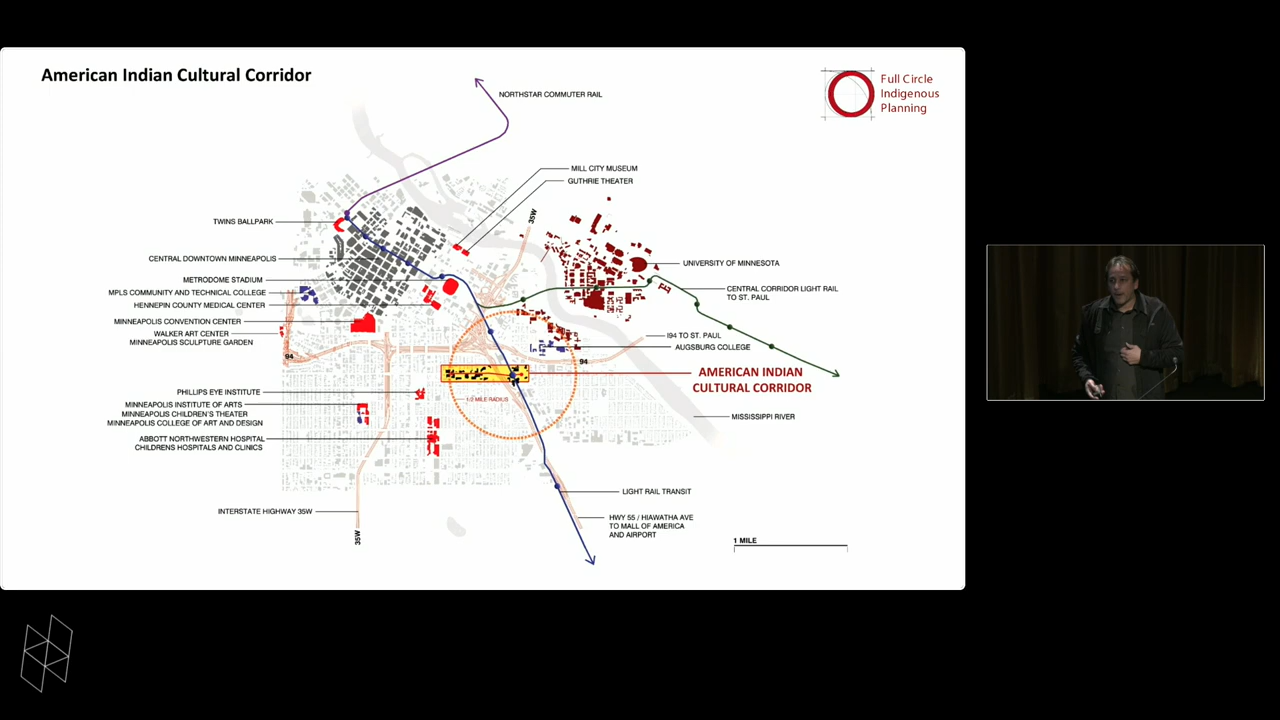 American Indian Cultural Corridor
Full Circle
Indigenous
Planning
NORTHSTAR COMMUTER RAIL
MILL CITY MUSEUM
GUTHRIE THEATER
35W
TWINS BALLPARK
CENTRAL DOWNTOWN MINNEAPOLIS
METRODOME STADIUM
MPLS COMMUNITY AND TECHNICAL COLLEGE
HENNEPIN COUNTY MEDICAL CENTER
MINNEAPOLIS CONVENTION CENTER
WALKER ART CENTER
MINNEAPOLIS SCULPTURE GARDEN
94
UNIVERSITY OF MINNESOTA
CENTRAL CORRIDOR LIGHT RAIL
TO ST. PAUL
I94 TO ST. PAUL
AUGSBURG COLLEGE
94
AMERICAN INDIAN
CULTURAL CORRIDOR
1/2 MILE RADIUS
PHILLIPS EYE INSTITUTE
MINNEAPOLIS INSTITUTE OF ARTS
MINNEAPOLIS CHILDREN'S THEATER
MINNEAPOLIS COLLEGE OF ART AND DESIGN
MISSISSIPPI RIVER
ABBOTT NORTHWESTERN HOSPITAL
CHILDRENS HOSPITALS AND CLINICS
LIGHT RAIL TRANSIT
INTERSTATE HIGHWAY 35W
35W
HWY 55 / HIAWATHA AVE
TO MALL OF AMERICA
AND AIRPORT
1 MILE